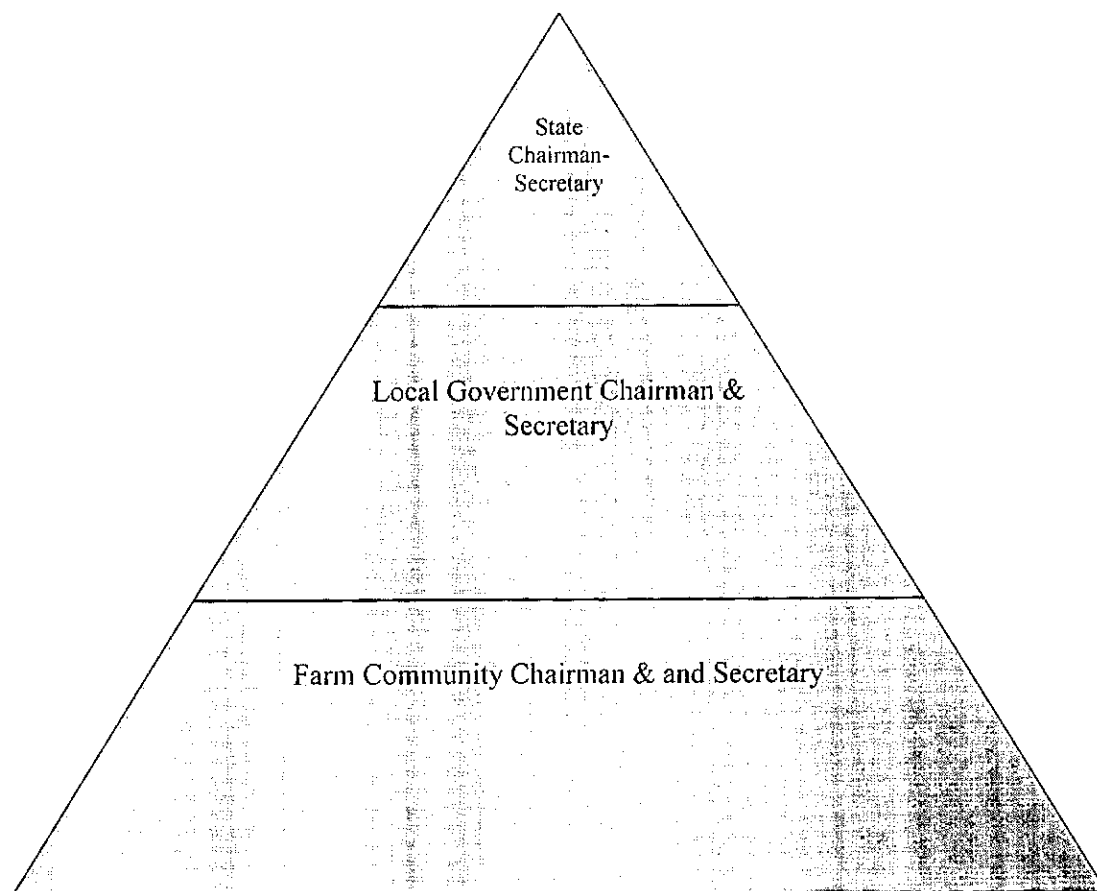 State
Chairman-
Secretary
Local Government Chairman &
Secretary
Farm Community Chairman & and Secretary